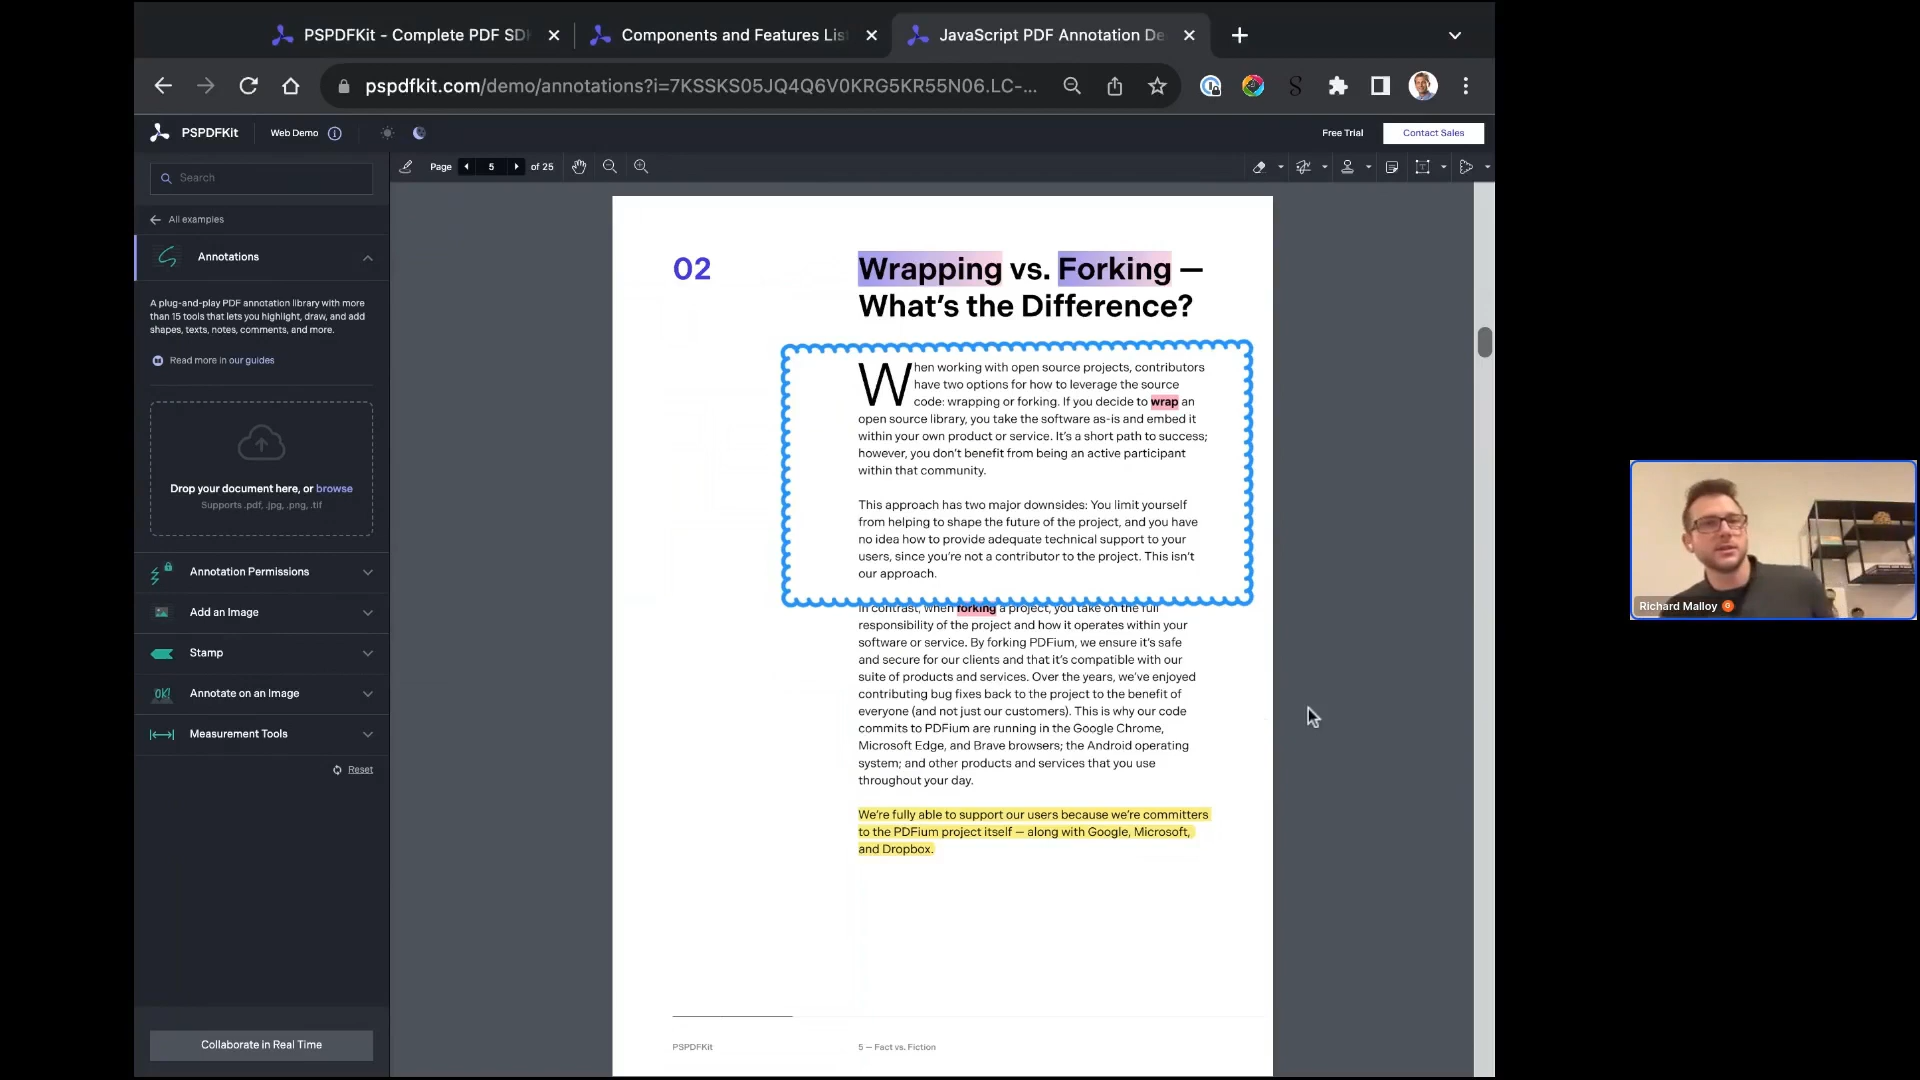 PSPDFKit - Complete PDF SD
Components and Features Lis
JavaScript PDF Annotation De
pspdfkit.com/demo/annotations?i=7KSSKS05JQ4Q6V0KRG5KR55N06.LC-...
PSPDFKit
Web Demo
Free Trial
Contact Sales
Search
Page 5 of 25
All examples
Annotations
A plug-and-play PDF annotation library with more
than 15 tools that lets you highlight, draw, and add
shapes, texts, notes, comments, and more.
Read more in our guides
Drop your document here, or browse
Supports .pdf, .jpg, .png, .tif
Annotation Permissions
Add an Image
Stamp
Annotate on an Image
Measurement Tools
Reset
Collaborate in Real Time
02
Wrapping vs. Forking —
What's the Difference?
When working with open source projects, contributors
have two options for how to leverage the source
code: wrapping or forking. If you decide to wrap an
open source library, you take the software as-is and embed it
within your own product or service. It's a short path to success;
however, you don't benefit from being an active participant
within that community.
This approach has two major downsides: You limit yourself
from helping to shape the future of the project, and you have
no idea how to provide adequate technical support to your
users, since you're not a contributor to the project. This isn't
our approach.
In contrast, when forking a project, you take on the full
responsibility of the project and how it operates within your
software or service. By forking PDFium, we ensure it's safe
and secure for our clients and that it's compatible with our
suite of products and services. Over the years, we've enjoyed
contributing bug fixes back to the project to the benefit of
everyone (and not just our customers). This is why our code
commits to PDFium are running in the Google Chrome,
Microsoft Edge, and Brave browsers; the Android operating
system; and other products and services that you use
throughout your day.
We're fully able to support our users because we're committers
to the PDFium project itself — along with Google, Microsoft,
and Dropbox.
PSPDFKit
5 — Fact vs. Fiction
Richard Malloy